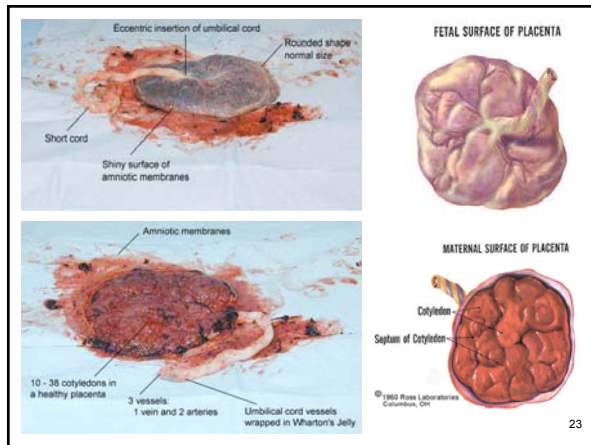 Eccentric insertion of umbilical cord
Rounded shape
normal size
Short cord
Shiny surface of
amniotic membranes
FETAL SURFACE OF PLACENTA
Amniotic membranes
10 - 38 cotyledons in
a healthy placenta
3 vessels:
1 vein and 2 arteries
Umbilical cord vessels
wrapped in Wharton's Jelly
MATERNAL SURFACE OF PLACENTA
Cotyledon
Septum of Cotyledon
©1960 Ross Laboratories
Columbus, OH
23